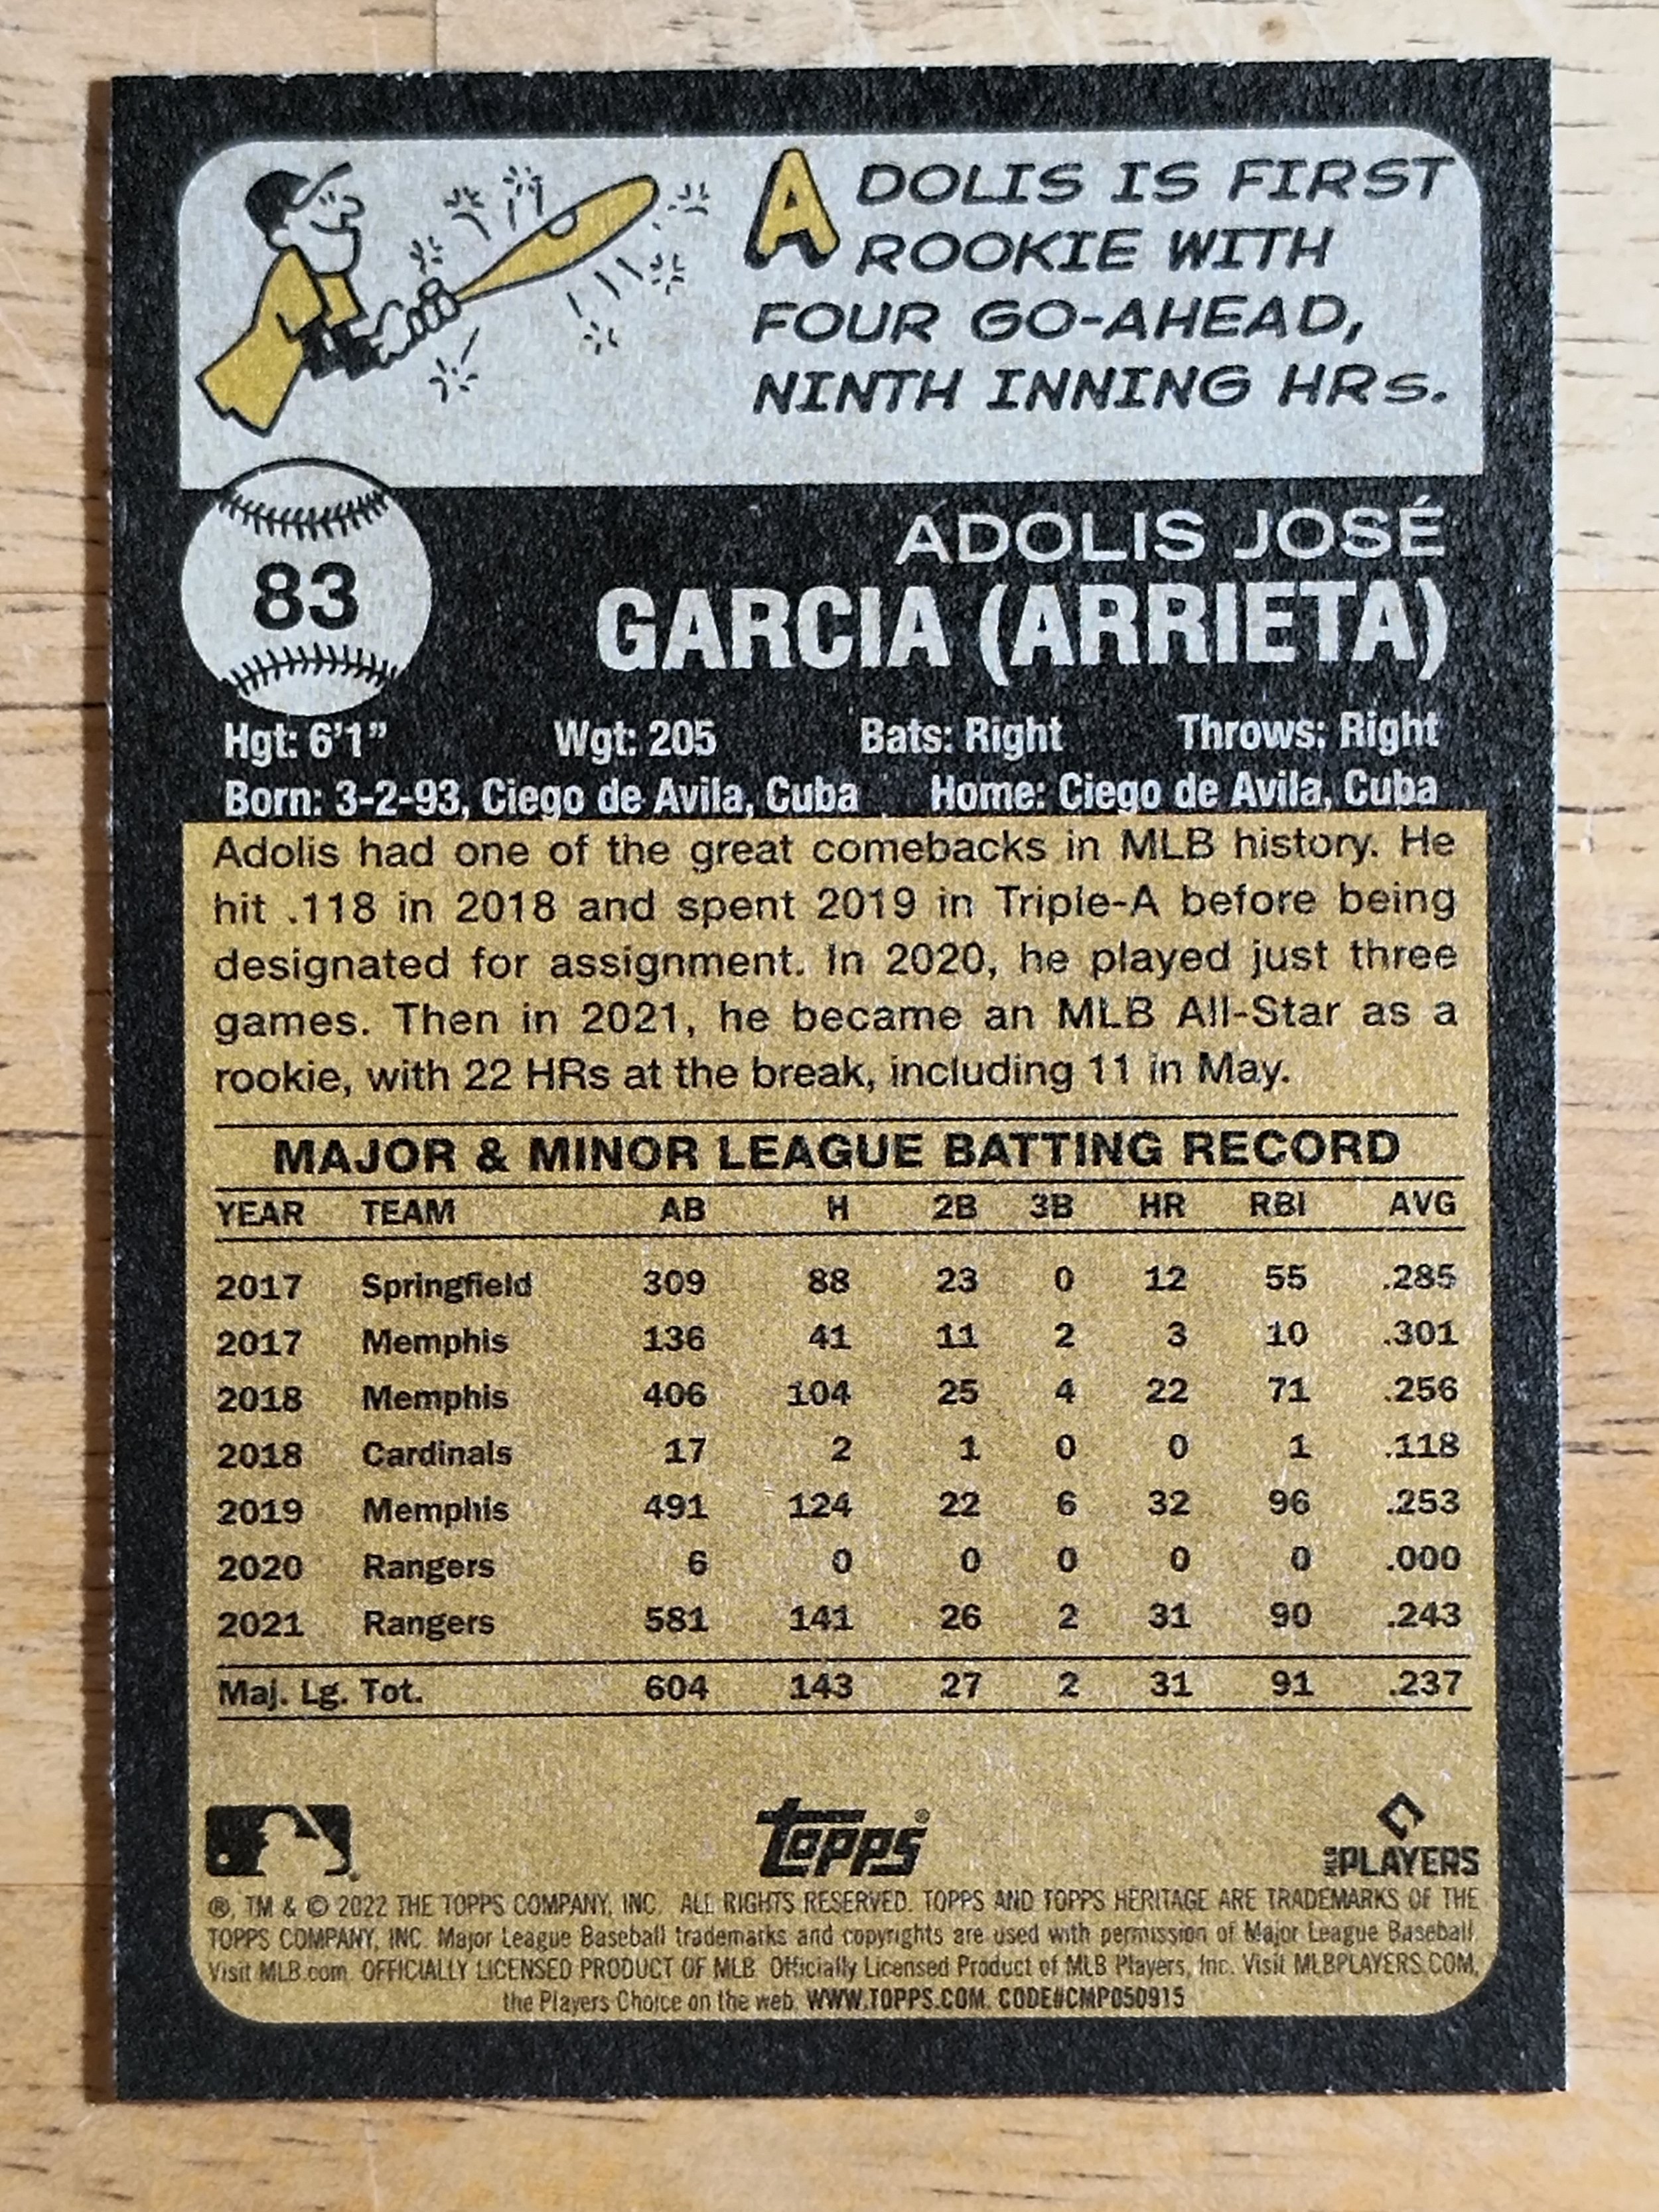 ADOLIS IS FIRST
ROOKIE WITH
FOUR GO-AHEAD,
NINTH INNING HRs.
83
ADOLIS JOSÉ
GARCIA (ARRIETA)
Hgt: 6'1" Wgt: 205 Bats: Right Throws: Right
Born: 3-2-93, Ciego de Avila, Cuba Home: Ciego de Avila, Cuba
Adolis had one of the great comebacks in MLB history. He
hit .118 in 2018 and spent 2019 in Triple-A before being
designated for assignment. In 2020, he played just three
games. Then in 2021, he became an MLB All-Star as a
rookie, with 22 HRs at the break, including 11 in May.
MAJOR & MINOR LEAGUE BATTING RECORD
YEAR TEAM AB H 2B 3B HR RBI AVG
2017 Springfield 309 88 23 0 12 55 .285
2017 Memphis 136 41 11 2 3 10 .301
2018 Memphis 406 104 25 4 22 71 .256
2018 Cardinals 17 2 1 0 0 1 .118
2019 Memphis 491 124 22 6 32 96 .253
2020 Rangers 6 0 0 0 0 0 .000
2021 Rangers 581 141 26 2 31 90 .243
Maj. Lg. Tot. 604 143 27 2 31 91 .237
topps®
MLB PLAYERS
®, TM & © 2022 THE TOPPS COMPANY, INC. ALL RIGHTS RESERVED. TOPPS AND TOPPS HERITAGE ARE TRADEMARKS OF THE
TOPPS COMPANY, INC. Major League Baseball trademarks and copyrights are used with permission of Major League Baseball.
Visit MLB.com. OFFICIALLY LICENSED PRODUCT OF MLB. Officially Licensed Product of MLB Players, Inc. Visit MLBPLAYERS.COM,
the Players Choice on the web. WWW.TOPPS.COM. CODE#CMP050915